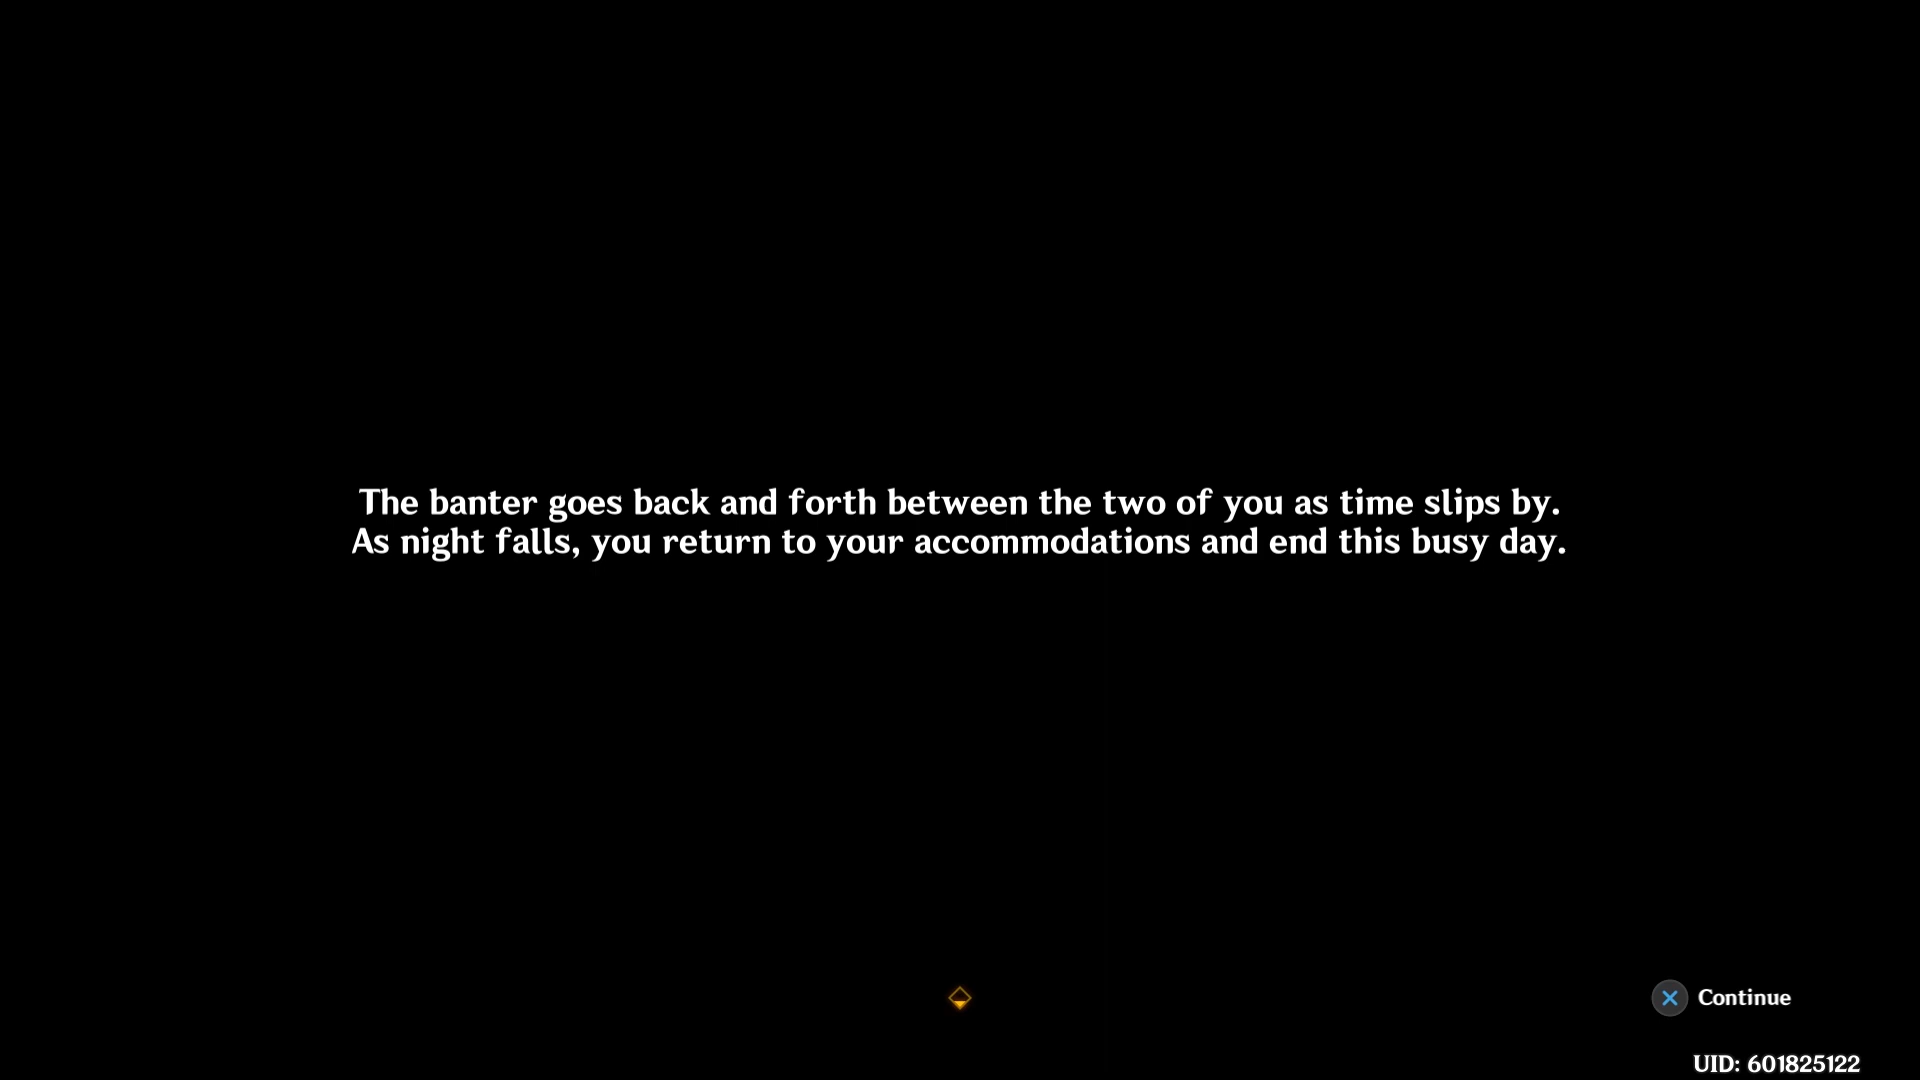 The banter goes back and forth between the two of you as time slips by.
As night falls, you return to your accommodations and end this busy day.
Continue
UID: 601825122